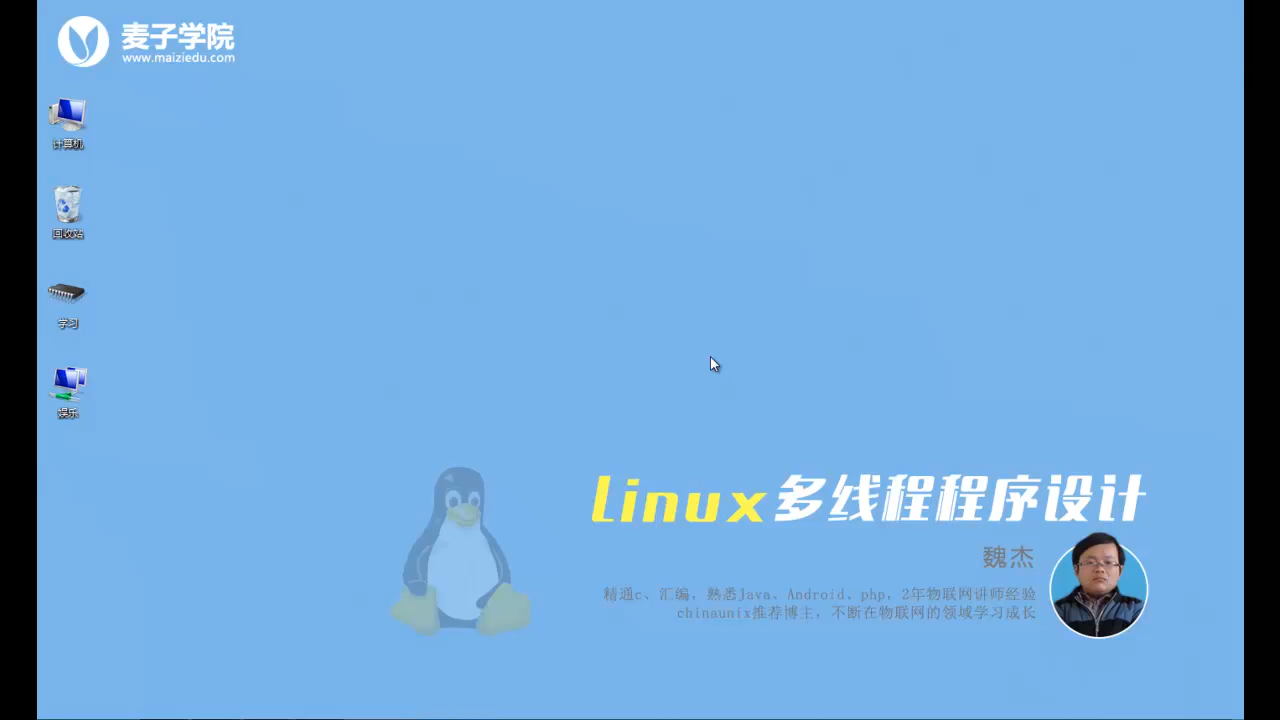 麦子学院
www.maiziedu.com
计算机
回收站
学习
娱乐
Linux多线程程序设计
魏杰
精通c、汇编，熟悉Java、Android、php，2年物联网讲师经验
chinaunix推荐博主，不断在物联网的领域学习成长